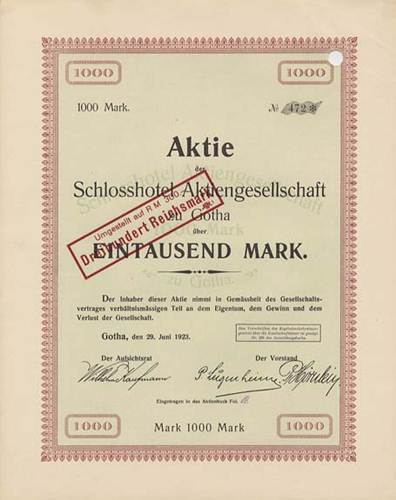 1000 1000
1000 Mark. № 472✻
Aktie
der
Schlosshotel Aktiengesellschaft
zu Gotha
über
EINTAUSEND MARK.
Umgestellt auf R.M. 300.-
Dreihundert Reichsmark
Der Inhaber dieser Aktie nimmt in Gemässheit des Gesellschafts-
vertrages verhältnismässigen Teil an dem Eigentum, dem Gewinn und dem
Verlust der Gesellschaft.
Gotha, den 29. Juni 1923.
Der Aufsichtsrat Der Vorstand
Wilhelm Kaufmann
Eingetragen in das Aktienbuch Fol.
1000 Mark 1000 Mark 1000